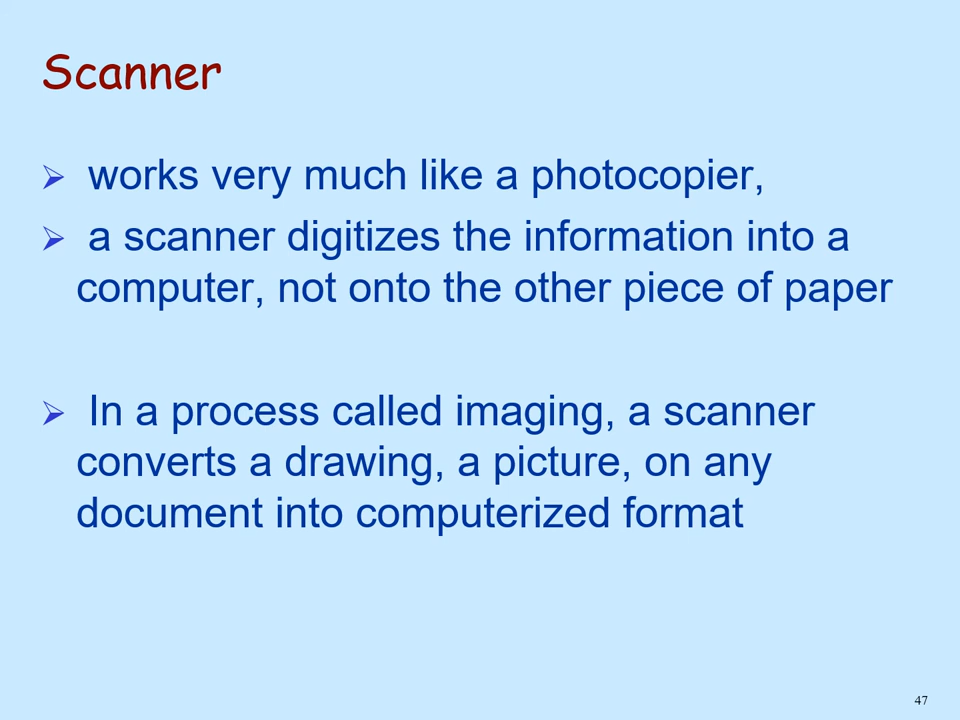 Scanner
➢ works very much like a photocopier,
➢ a scanner digitizes the information into a
computer, not onto the other piece of paper
➢ In a process called imaging, a scanner
converts a drawing, a picture, on any
document into computerized format
47